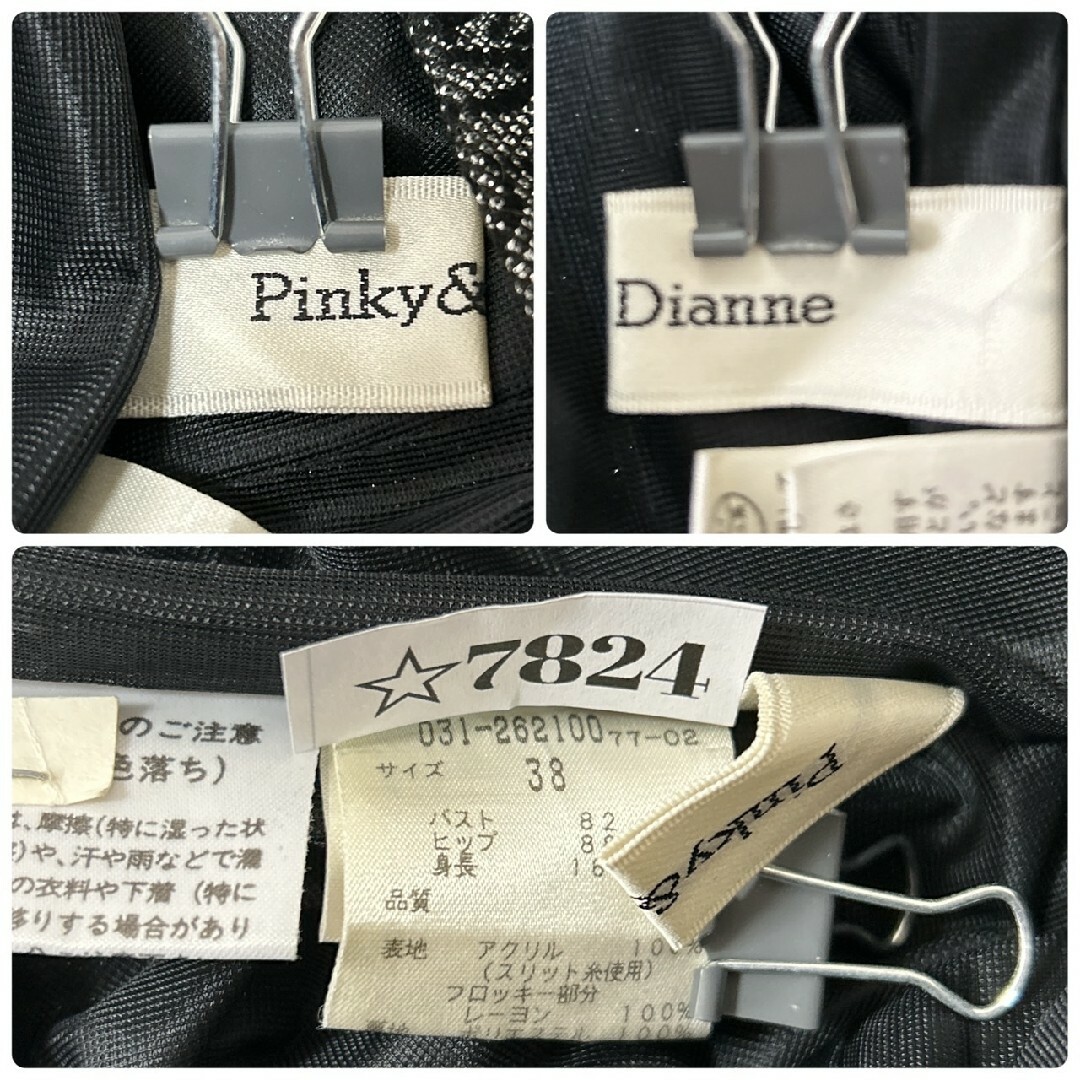 Pinky&
Dianne
☆7824
031-262100 77-02
サイズ 38
バスト 82
ヒップ
身長
品質
表地 アクリル 100%
(スリット糸使用)
フロッキー部分
レーヨン 100%
裏地 ポリエステル 100%
のご注意
色落ち)
は、摩擦(特に湿った状
)や、汗や雨などで濡
の衣料や下着(特に
移りする場合があり
Pinky&